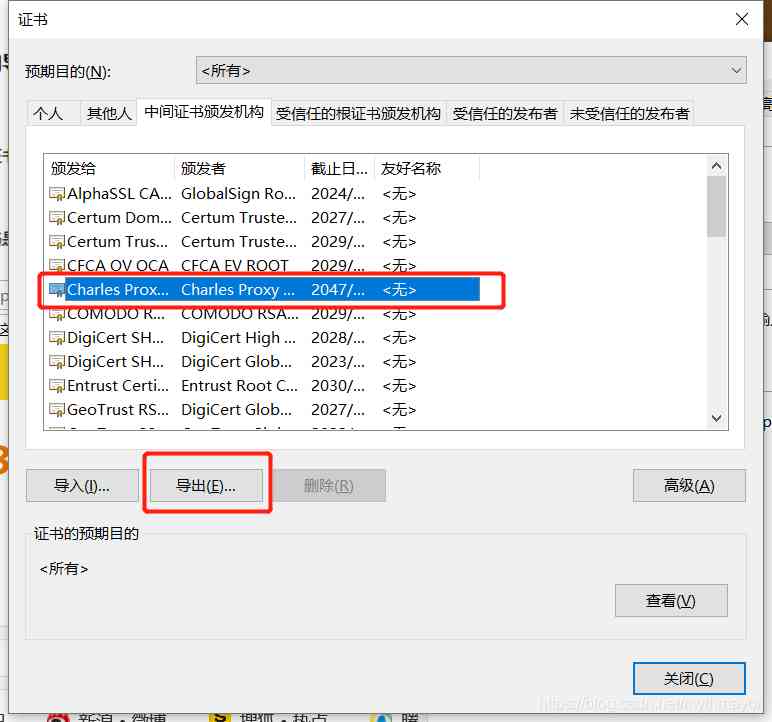 证书
预期目的(N): <所有>
个人 其他人 中间证书颁发机构 受信任的根证书颁发机构 受信任的发布者 未受信任的发布者
颁发给 颁发者 截止日... 友好名称
AlphaSSL CA... GlobalSign Ro... 2024/... <无>
Certum Dom... Certum Truste... 2027/... <无>
Certum Trus... Certum Truste... 2029/... <无>
CFCA OV OCA CFCA EV ROOT 2029/... <无>
Charles Prox... Charles Proxy ... 2047/... <无>
COMODO R... COMODO RSA... 2029/... <无>
DigiCert SH... DigiCert High ... 2028/... <无>
DigiCert SH... DigiCert Glob... 2023/... <无>
Entrust Certi... Entrust Root C... 2030/... <无>
GeoTrust RS... DigiCert Glob... 2027/... <无>
导入(I)... 导出(E)... 删除(R) 高级(A)
证书的预期目的
<所有>
查看(V)
关闭(C)
新浪·微博 搜狐·热点 腾